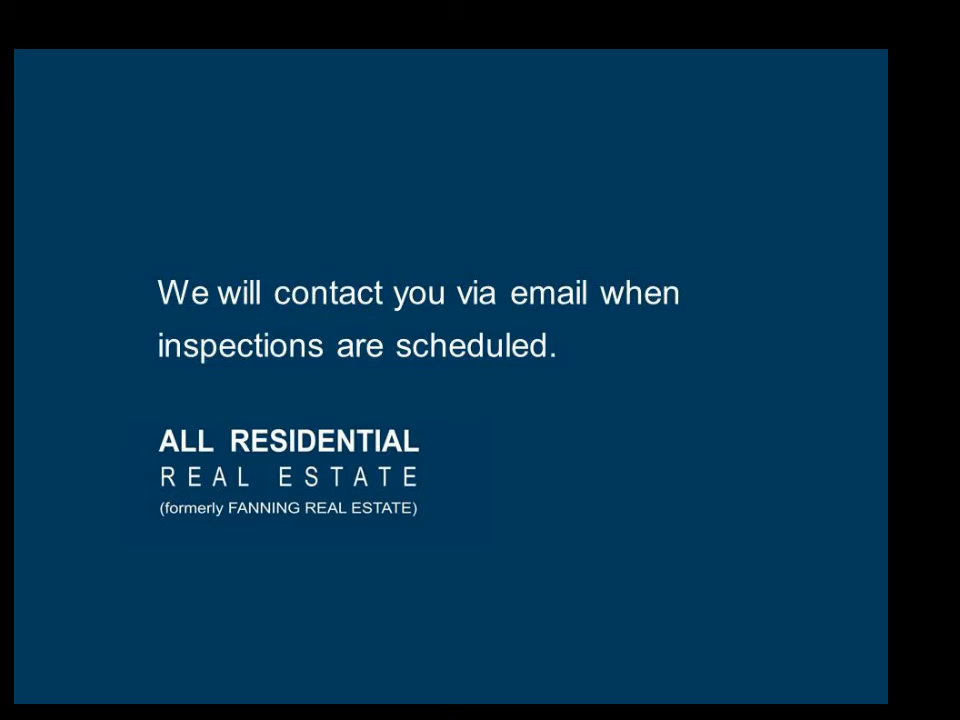 We will contact you via email when
inspections are scheduled.
ALL RESIDENTIAL
REAL ESTATE
(formerly FANNING REAL ESTATE)